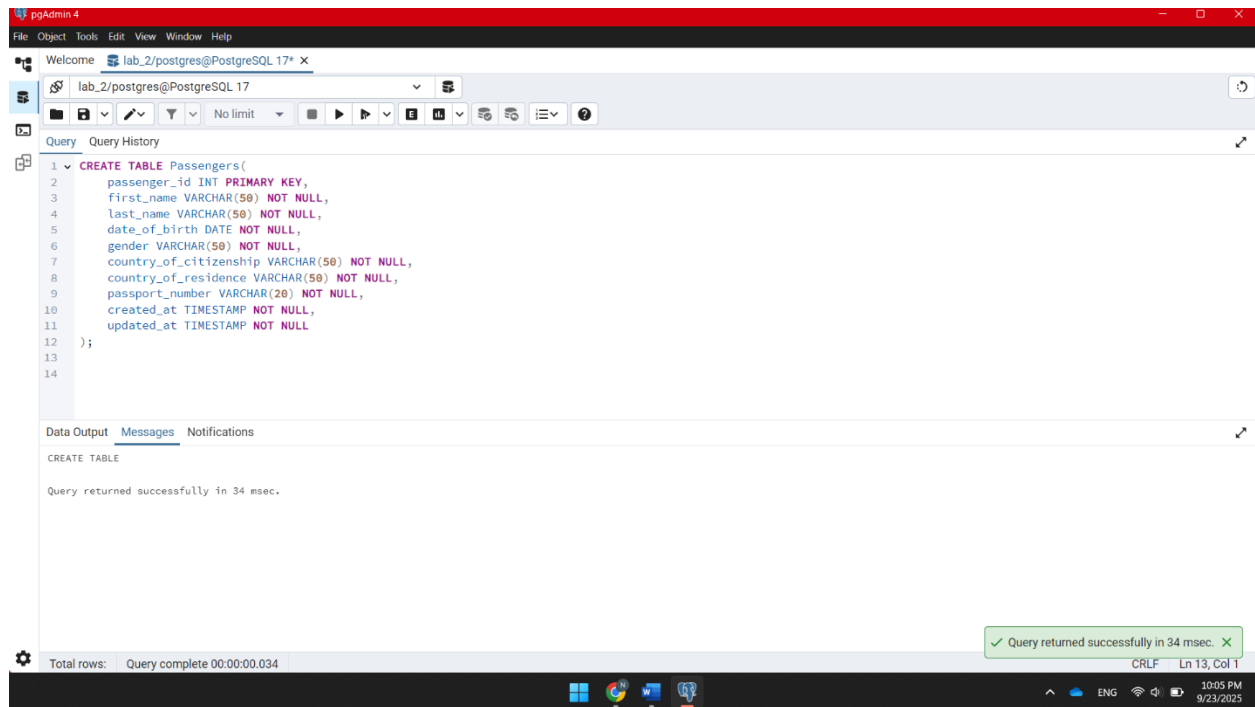 pgAdmin 4
File Object Tools Edit View Window Help
Welcome lab_2/postgres@PostgreSQL 17*
lab_2/postgres@PostgreSQL 17
No limit
Query Query History
1 CREATE TABLE Passengers(
2 passenger_id INT PRIMARY KEY,
3 first_name VARCHAR(50) NOT NULL,
4 last_name VARCHAR(50) NOT NULL,
5 date_of_birth DATE NOT NULL,
6 gender VARCHAR(50) NOT NULL,
7 country_of_citizenship VARCHAR(50) NOT NULL,
8 country_of_residence VARCHAR(50) NOT NULL,
9 passport_number VARCHAR(20) NOT NULL,
10 created_at TIMESTAMP NOT NULL,
11 updated_at TIMESTAMP NOT NULL
12 );
13
14
Data Output Messages Notifications
CREATE TABLE
Query returned successfully in 34 msec.
Query returned successfully in 34 msec.
Total rows: Query complete 00:00:00.034 CRLF Ln 13, Col 1
ENG 10:05 PM
9/23/2025